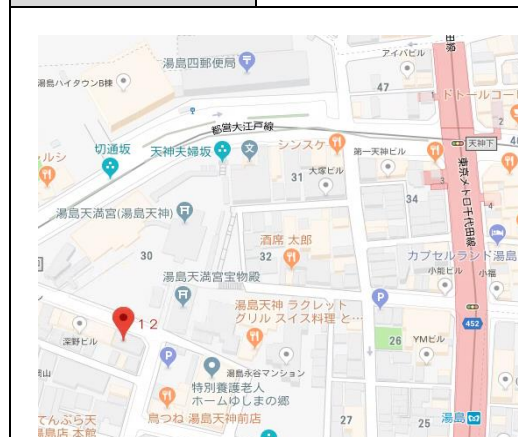 湯島四郵便局
アイバビル
湯島ハイタウンB棟
47
ドトールコー
都営大江戸線
切通坂
天神夫婦坂
シンスケ
第一天神ビル
天神下
ルシ
31
大塚ビル
東京メトロ千代田線
34
湯島天満宮(湯島天神)
酒席 太郎
カプセルランド湯島
30
32
小能ビル
小福
湯島天満宮宝物殿
湯島天神 ラクレット
グリル スイス料理 と…
12
452
深野ビル
26
YMビル
湯島永谷マンション
特別養護老人
ホームゆしまの郷
鳥つね 湯島天神前店
てんぷら天
湯島店 本館
27
25
湯島